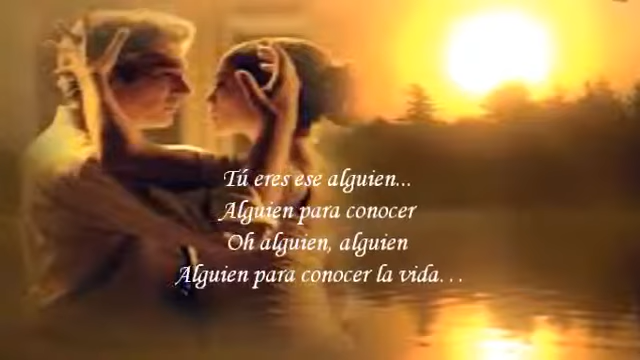 Tú eres ese alguien...
Alguien para conocer
Oh alguien, alguien
Alguien para conocer la vida. . .